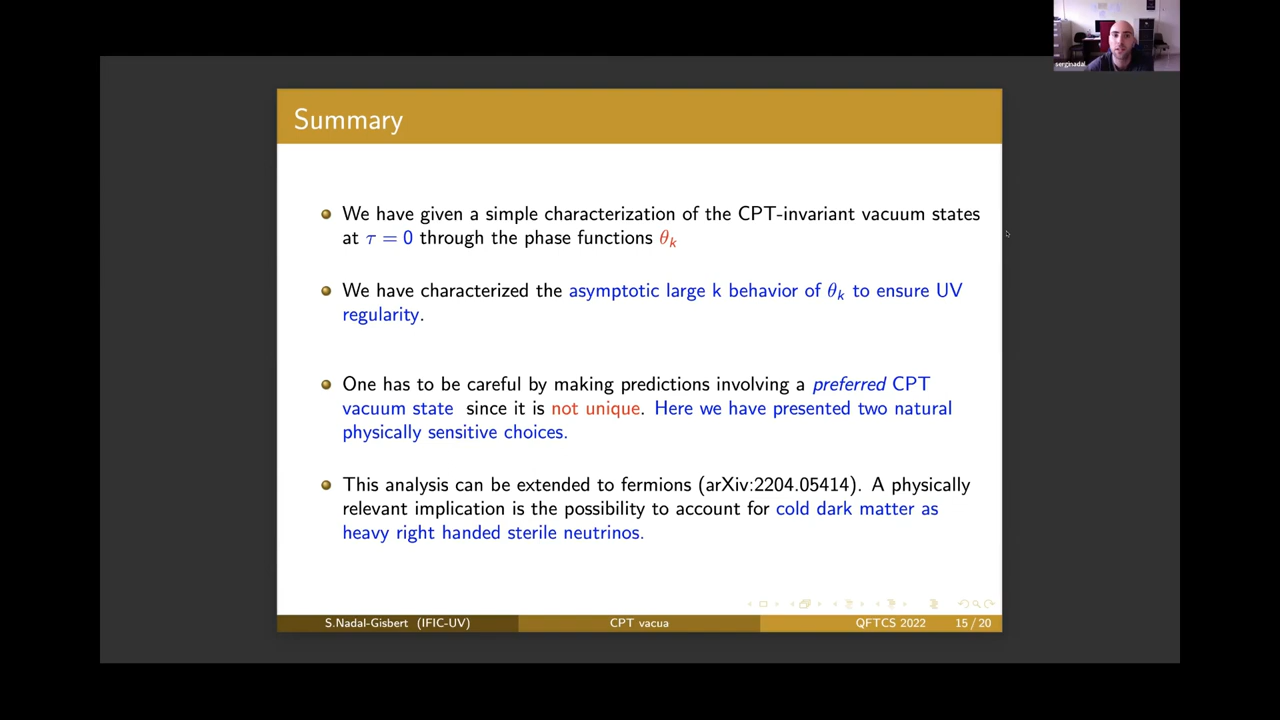 serginadal
Summary
We have given a simple characterization of the CPT-invariant vacuum states
at τ = 0 through the phase functions θk
We have characterized the asymptotic large k behavior of θk to ensure UV
regularity.
One has to be careful by making predictions involving a preferred CPT
vacuum state since it is not unique. Here we have presented two natural
physically sensitive choices.
This analysis can be extended to fermions (arXiv:2204.05414). A physically
relevant implication is the possibility to account for cold dark matter as
heavy right handed sterile neutrinos.
S.Nadal-Gisbert (IFIC-UV) CPT vacua QFTCS 2022 15 / 20